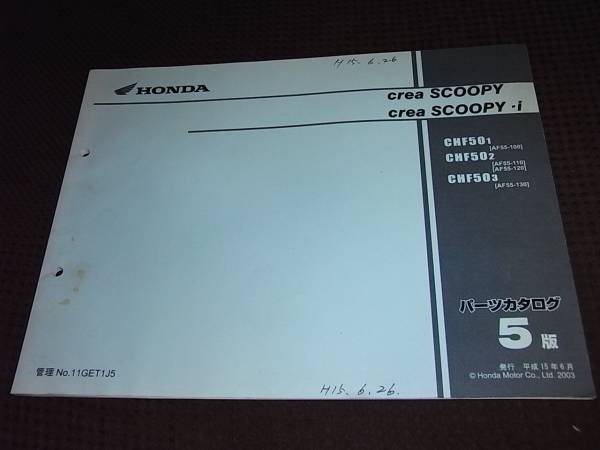 H15.6.26
HONDA
crea SCOOPY
crea SCOOPY・i
CHF501
[AF55-100]
CHF502
[AF55-110]
[AF55-120]
CHF503
[AF55-130]
パーツカタログ
5版
発行 平成15年6月
© Honda Motor Co., Ltd. 2003
管理 No.11GET1J5
H15.6.26.